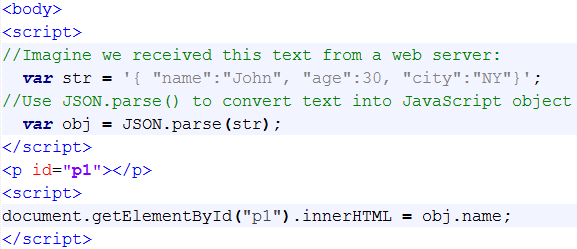 <body>
<script>
//Imagine we received this text from a web server:
var str = '{ "name":"John", "age":30, "city":"NY"}';
//Use JSON.parse() to convert text into JavaScript object
var obj = JSON.parse(str);
</script>
<p id="p1"></p>
<script>
document.getElementById("p1").innerHTML = obj.name;
</script>